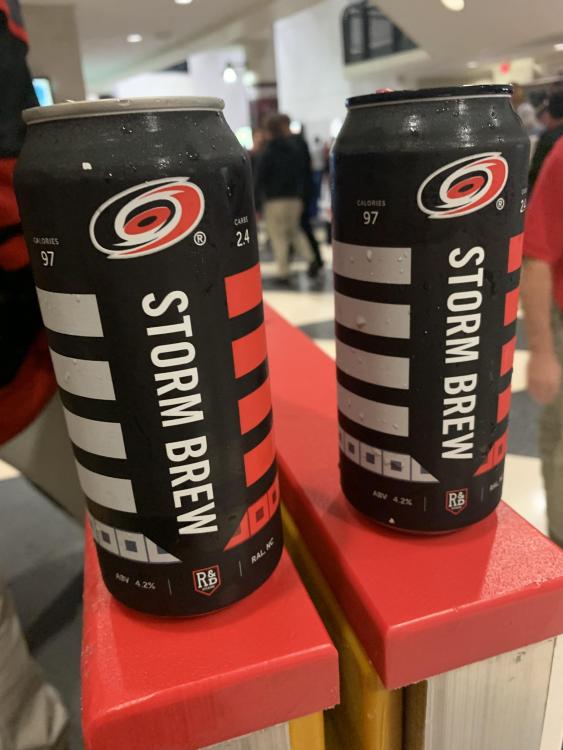 CALORIES
97
®
CARBS
2.4
STORM BREW
ABV 4.2%
R&B
RAL, NC
CALORIES
97
®
STORM BREW
ABV 4.2%
R&B